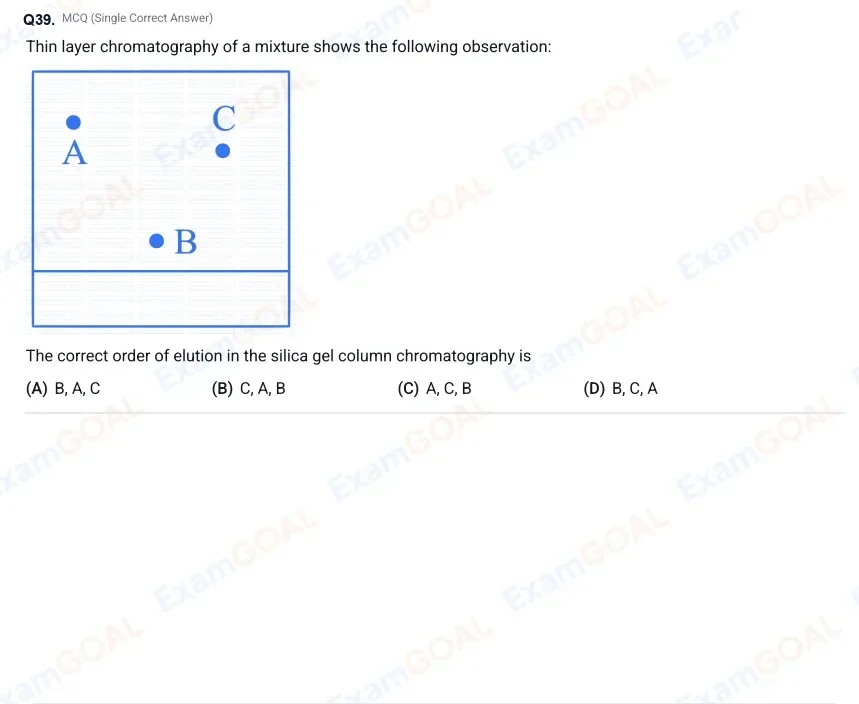 Q39. MCQ (Single Correct Answer)
Thin layer chromatography of a mixture shows the following observation:
C
A
B
The correct order of elution in the silica gel column chromatography is
(A) B, A, C (B) C, A, B (C) A, C, B (D) B, C, A
ExamGOAL